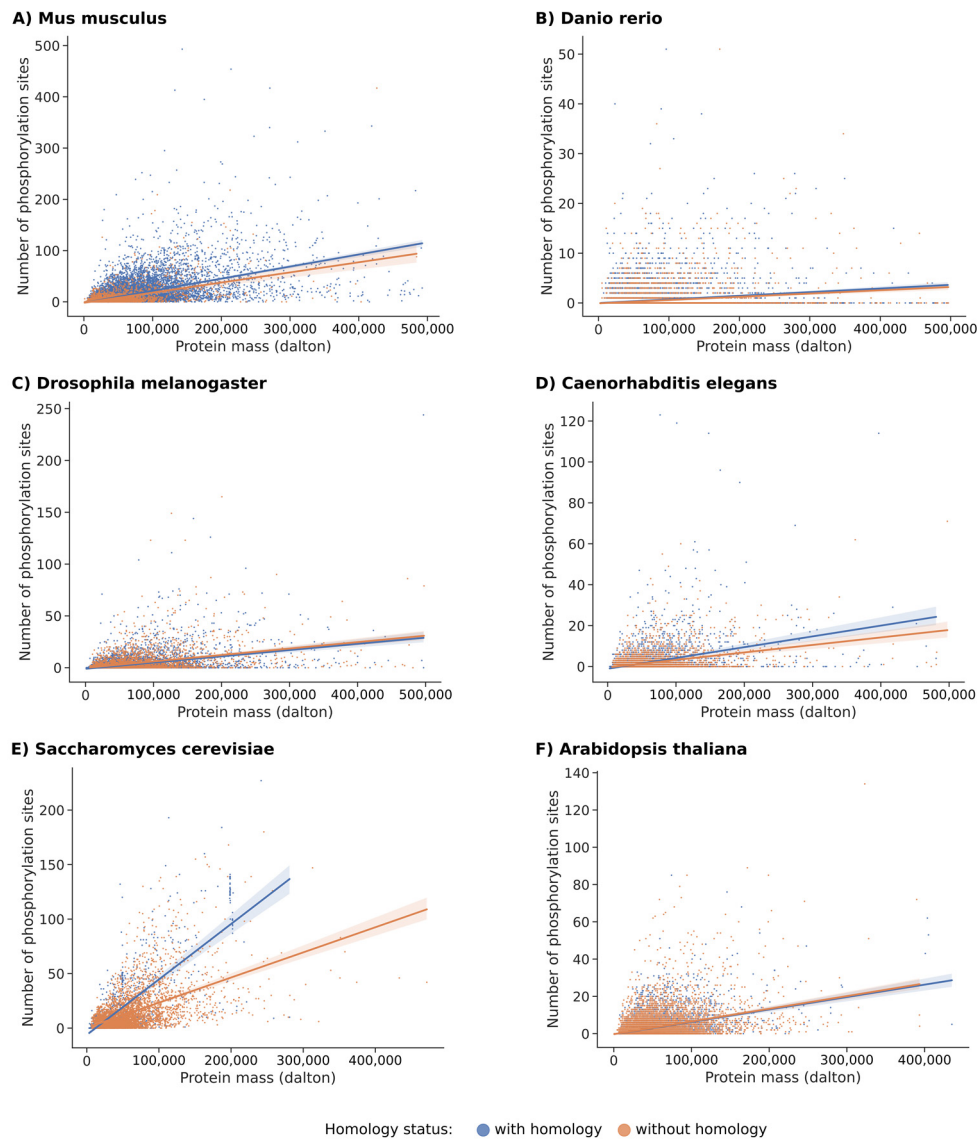 A) Mus musculus
Number of phosphorylation sites
500
400
300
200
100
0
0 100,000 200,000 300,000 400,000 500,000
Protein mass (dalton)
B) Danio rerio
Number of phosphorylation sites
50
40
30
20
10
0
0 100,000 200,000 300,000 400,000 500,000
Protein mass (dalton)
C) Drosophila melanogaster
Number of phosphorylation sites
250
200
150
100
50
0
0 100,000 200,000 300,000 400,000 500,000
Protein mass (dalton)
D) Caenorhabditis elegans
Number of phosphorylation sites
120
100
80
60
40
20
0
0 100,000 200,000 300,000 400,000 500,000
Protein mass (dalton)
E) Saccharomyces cerevisiae
Number of phosphorylation sites
200
150
100
50
0
0 100,000 200,000 300,000 400,000
Protein mass (dalton)
F) Arabidopsis thaliana
Number of phosphorylation sites
140
120
100
80
60
40
20
0
0 100,000 200,000 300,000 400,000
Protein mass (dalton)
Homology status: with homology without homology